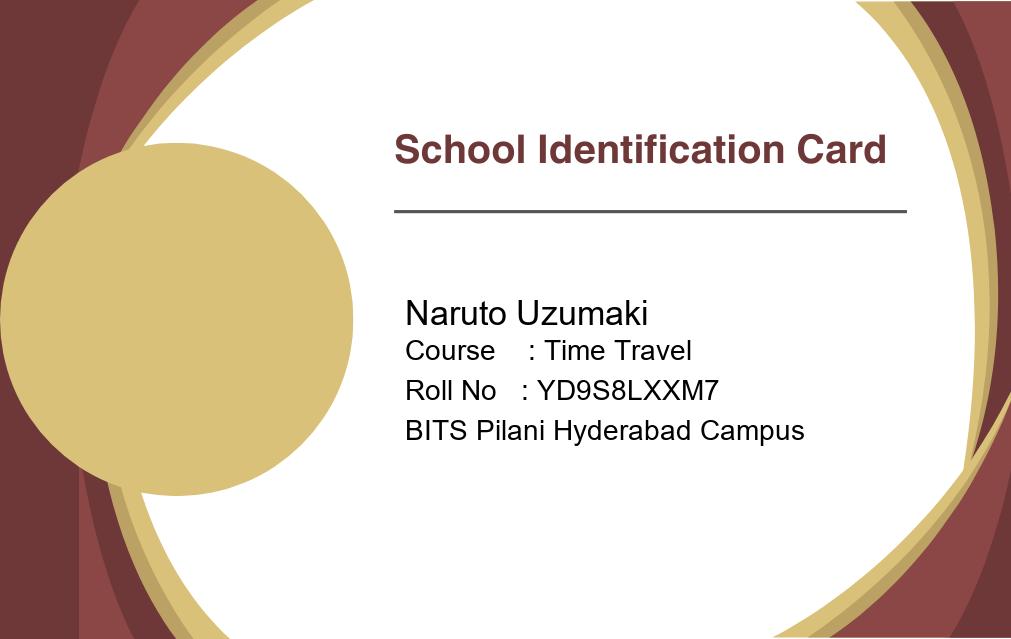 School Identification Card
Naruto Uzumaki
Course : Time Travel
Roll No : YD9S8LXXM7
BITS Pilani Hyderabad Campus